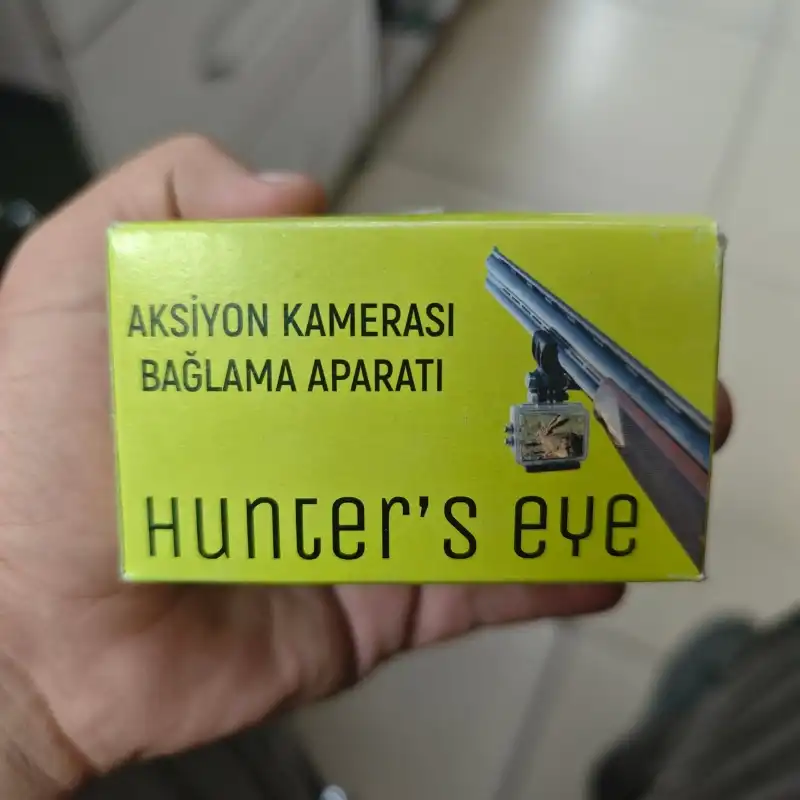 AKSİYON KAMERASI
BAĞLAMA APARATI
Hunter's eye